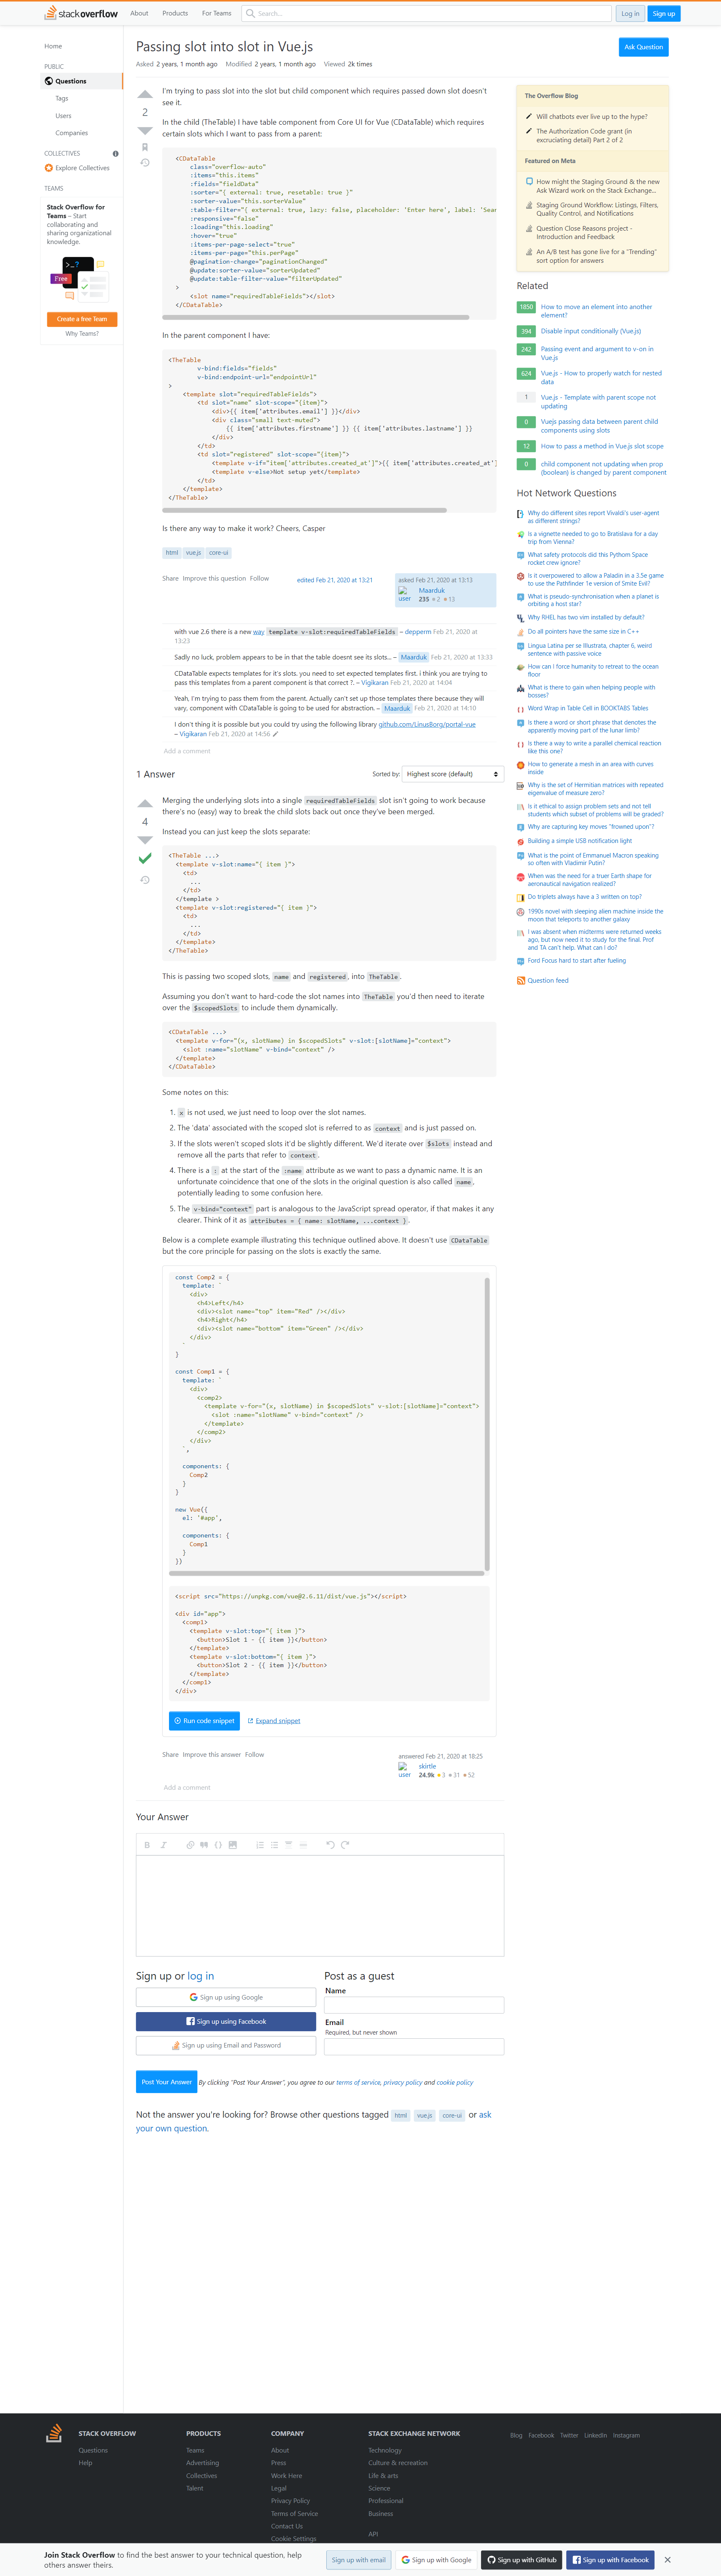 stack overflow
About
Products
For Teams
Search...
Log in
Sign up
Home
PUBLIC
Questions
Tags
Users
Companies
COLLECTIVES
Explore Collectives
TEAMS
Stack Overflow for
Teams – Start
collaborating and
sharing organizational
knowledge.
Free
Create a free Team
Why Teams?
Passing slot into slot in Vue.js
Ask Question
Asked 2 years, 1 month ago Modified 2 years, 1 month ago Viewed 2k times
2
I'm trying to pass slot into the slot but child component which requires passed down slot doesn't
see it.
In the child (TheTable) I have table component from Core UI for Vue (CDataTable) which requires
certain slots which I want to pass from a parent:
<CDataTable
class="overflow-auto"
:items="this.items"
:fields="fieldData"
:sorter="{ external: true, resetable: true }"
:sorter-value="this.sorterValue"
:table-filter="{ external: true, lazy: false, placeholder: 'Enter here', label: 'Sear
:responsive="false"
:loading="this.loading"
:hover="true"
:items-per-page-select="true"
:items-per-page="this.perPage"
@pagination-change="paginationChanged"
@update:sorter-value="sorterUpdated"
@update:table-filter-value="filterUpdated"
>
<slot name="requiredTableFields"></slot>
</CDataTable>
In the parent component I have:
<TheTable
v-bind:fields="fields"
v-bind:endpoint-url="endpointUrl"
>
<template slot="requiredTableFields">
<td slot="name" slot-scope="{item}">
<div>{{ item['attributes.email'] }}</div>
<div class="small text-muted">
{{ item['attributes.firstname'] }} {{ item['attributes.lastname'] }}
</div>
</td>
<td slot="registered" slot-scope="{item}">
<template v-if="item['attributes.created_at']">{{ item['attributes.created_at']
<template v-else>Not setup yet</template>
</td>
</template>
</TheTable>
Is there any way to make it work? Cheers, Casper
html vue.js core-ui
Share Improve this question Follow
edited Feb 21, 2020 at 13:21
asked Feb 21, 2020 at 13:13
user
Maarduk
235 2 13
with vue 2.6 there is a new way template v-slot:requiredTableFields – depperm Feb 21, 2020 at
13:23
Sadly no luck, problem appears to be in that the table doesnt see its slots... – Maarduk Feb 21, 2020 at 13:33
CDataTable expects templates for it's slots, you need to set expected templates first. i think you are trying to
pass this templates from a parent component is that correct ?. – Vigikaran Feb 21, 2020 at 14:04
Yeah, I'm trying to pass them from the parent. Actually can't set up those templates there because they will
vary, component with CDataTable is going to be used for abstraction. – Maarduk Feb 21, 2020 at 14:10
I don't thing it is possible but you could try using the following library github.com/LinusBorg/portal-vue
– Vigikaran Feb 21, 2020 at 14:56
Add a comment
1 Answer
Sorted by: Highest score (default)
4
Merging the underlying slots into a single requiredTableFields slot isn't going to work because
there's no (easy) way to break the child slots back out once they've been merged.
Instead you can just keep the slots separate:
<TheTable ...>
<template v-slot:name="{ item }">
<td>
...
</td>
</template >
<template v-slot:registered="{ item }">
<td>
...
</td>
</template>
</TheTable>
This is passing two scoped slots, name and registered, into TheTable.
Assuming you don't want to hard-code the slot names into TheTable you'd then need to iterate
over the $scopedSlots to include them dynamically.
<CDataTable ...>
<template v-for="(x, slotName) in $scopedSlots" v-slot:[slotName]="context">
<slot :name="slotName" v-bind="context" />
</template>
</CDataTable>
Some notes on this:
1. x is not used, we just need to loop over the slot names.
2. The 'data' associated with the scoped slot is referred to as context and is just passed on.
3. If the slots weren't scoped slots it'd be slightly different. We'd iterate over $slots instead and
remove all the parts that refer to context.
4. There is a : at the start of the :name attribute as we want to pass a dynamic name. It is an
unfortunate coincidence that one of the slots in the original question is also called name,
potentially leading to some confusion here.
5. The v-bind="context" part is analogous to the JavaScript spread operator, if that makes it any
clearer. Think of it as attributes = { name: slotName, ...context }.
Below is a complete example illustrating this technique outlined above. It doesn't use CDataTable
but the core principle for passing on the slots is exactly the same.
const Comp2 = {
template: `
<div>
<h4>Left</h4>
<div><slot name="top" item="Red" /></div>
<h4>Right</h4>
<div><slot name="bottom" item="Green" /></div>
</div>
`
}
const Comp1 = {
template: `
<div>
<comp2>
<template v-for="(x, slotName) in $scopedSlots" v-slot:[slotName]="context">
<slot :name="slotName" v-bind="context" />
</template>
</comp2>
</div>
`,
components: {
Comp2
}
}
new Vue({
el: '#app',
components: {
Comp1
}
})
<script src="https://unpkg.com/vue@2.6.11/dist/vue.js"></script>
<div id="app">
<comp1>
<template v-slot:top="{ item }">
<button>Slot 1 - {{ item }}</button>
</template>
<template v-slot:bottom="{ item }">
<button>Slot 2 - {{ item }}</button>
</template>
</comp1>
</div>
Run code snippet
Expand snippet
Share Improve this answer Follow
answered Feb 21, 2020 at 18:25
user
skirtle
24.9k 3 31 52
Add a comment
Your Answer
Sign up or log in
Sign up using Google
Sign up using Facebook
Sign up using Email and Password
Post as a guest
Name
Email
Required, but never shown
Post Your Answer
By clicking "Post Your Answer", you agree to our terms of service, privacy policy and cookie policy
Not the answer you're looking for? Browse other questions tagged html vue.js core-ui or ask
your own question.
The Overflow Blog
Will chatbots ever live up to the hype?
The Authorization Code grant (in
excruciating detail) Part 2 of 2
Featured on Meta
How might the Staging Ground & the new
Ask Wizard work on the Stack Exchange...
Staging Ground Workflow: Listings, Filters,
Quality Control, and Notifications
Question Close Reasons project -
Introduction and Feedback
An A/B test has gone live for a "Trending"
sort option for answers
Related
1850 How to move an element into another
element?
394 Disable input conditionally (Vue.js)
242 Passing event and argument to v-on in
Vue.js
624 Vue.js - How to properly watch for nested
data
1 Vue.js - Template with parent scope not
updating
0 Vuejs passing data between parent child
components using slots
12 How to pass a method in Vue.js slot scope
0 child component not updating when prop
(boolean) is changed by parent component
Hot Network Questions
Why do different sites report Vivaldi's user-agent
as different strings?
Is a vignette needed to go to Bratislava for a day
trip from Vienna?
What safety protocols did this Pythom Space
rocket crew ignore?
Is it overpowered to allow a Paladin in a 3.5e game
to use the Pathfinder 1e version of Smite Evil?
What is pseudo-synchronisation when a planet is
orbiting a host star?
Why RHEL has two vim installed by default?
Do all pointers have the same size in C++
Lingua Latina per se Illustrata, chapter 6, weird
sentence with passive voice
How can I force humanity to retreat to the ocean
floor
What is there to gain when helping people with
bosses?
Word Wrap in Table Cell in BOOKTABS Tables
Is there a word or short phrase that denotes the
apparently moving part of the lunar limb?
Is there a way to write a parallel chemical reaction
like this one?
How to generate a mesh in an area with curves
inside
Why is the set of Hermitian matrices with repeated
eigenvalue of measure zero?
Is it ethical to assign problem sets and not tell
students which subset of problems will be graded?
Why are capturing key moves "frowned upon"?
Building a simple USB notification light
What is the point of Emmanuel Macron speaking
so often with Vladimir Putin?
When was the need for a truer Earth shape for
aeronautical navigation realized?
Do triplets always have a 3 written on top?
1990s novel with sleeping alien machine inside the
moon that teleports to another galaxy
I was absent when midterms were returned weeks
ago, but now need it to study for the final. Prof
and TA can't help. What can I do?
Ford Focus hard to start after fueling
Question feed
STACK OVERFLOW
Questions
Help
PRODUCTS
Teams
Advertising
Collectives
Talent
COMPANY
About
Press
Work Here
Legal
Privacy Policy
Terms of Service
Contact Us
Cookie Settings
STACK EXCHANGE NETWORK
Technology
Culture & recreation
Life & arts
Science
Professional
Business
API
Blog Facebook Twitter LinkedIn Instagram
Join Stack Overflow to find the best answer to your technical question, help
others answer theirs.
Sign up with email
Sign up with Google
Sign up with GitHub
Sign up with Facebook